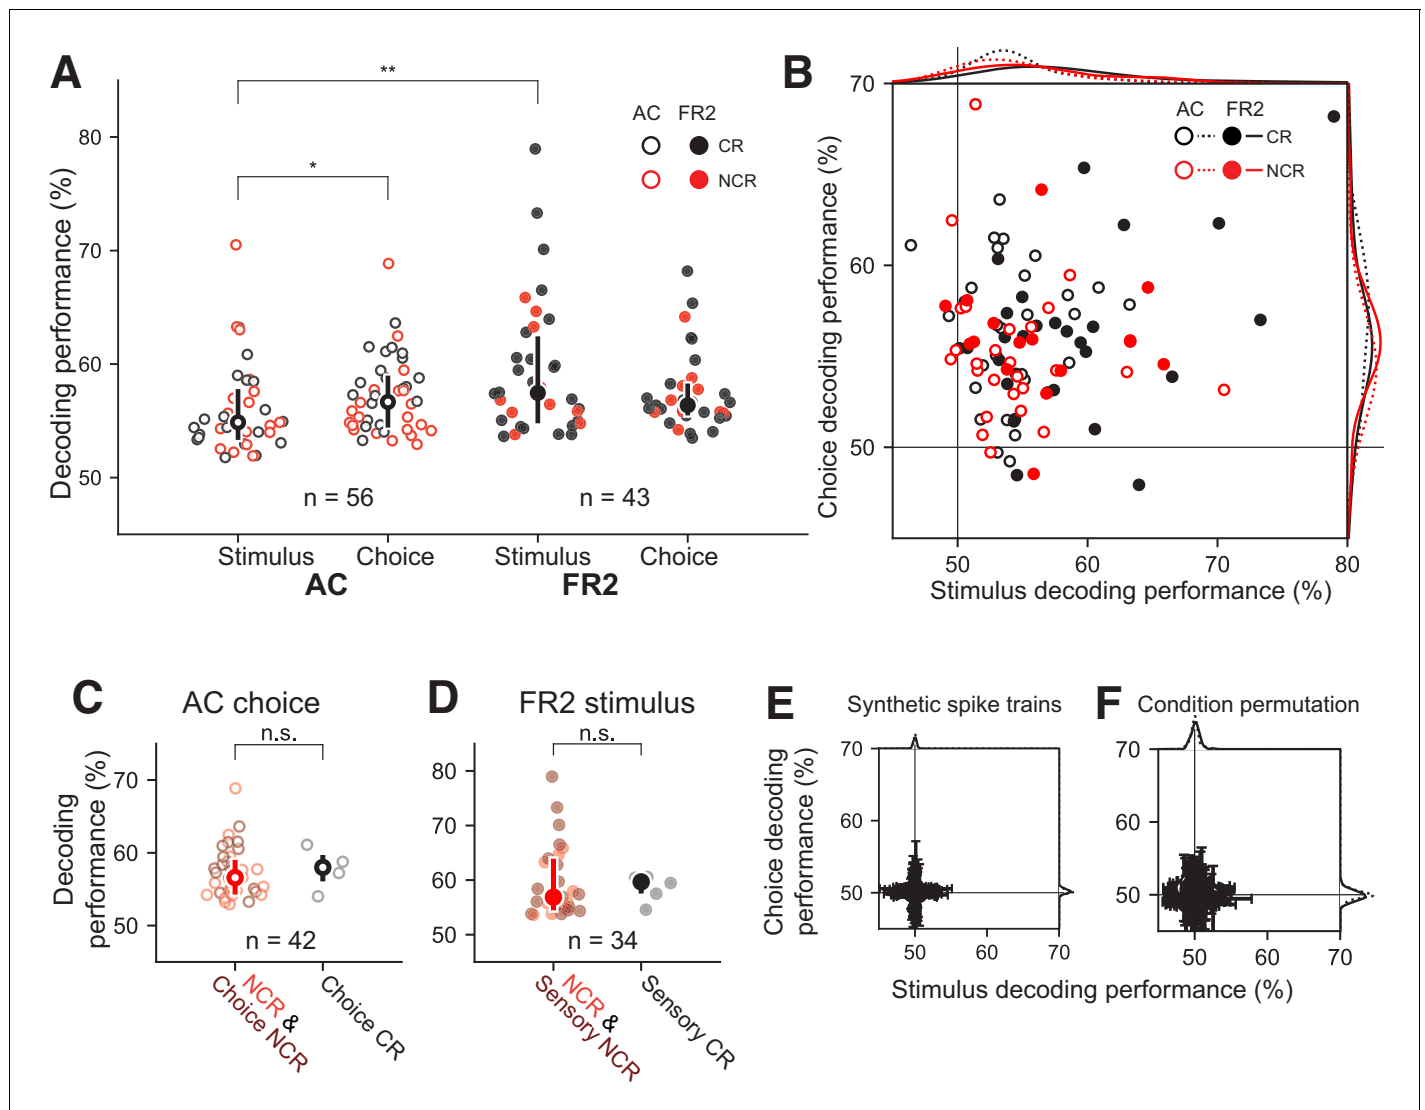 A
**
*
AC FR2
CR
NCR
Decoding performance (%)
80
70
60
50
n = 56
n = 43
Stimulus Choice Stimulus Choice
AC FR2
B
AC FR2
CR
NCR
Choice decoding performance (%)
70
60
50
50 60 70 80
Stimulus decoding performance (%)
C AC choice
n.s.
Decoding
performance (%)
70
60
50
n = 42
NCR
&
Choice NCR
Choice CR
D FR2 stimulus
n.s.
80
70
60
50
n = 34
NCR
&
Sensory NCR
Sensory CR
E Synthetic spike trains
Choice decoding
performance (%)
70
60
50
50 60 70
F Condition permutation
70
60
50
50 60 70
Stimulus decoding performance (%)